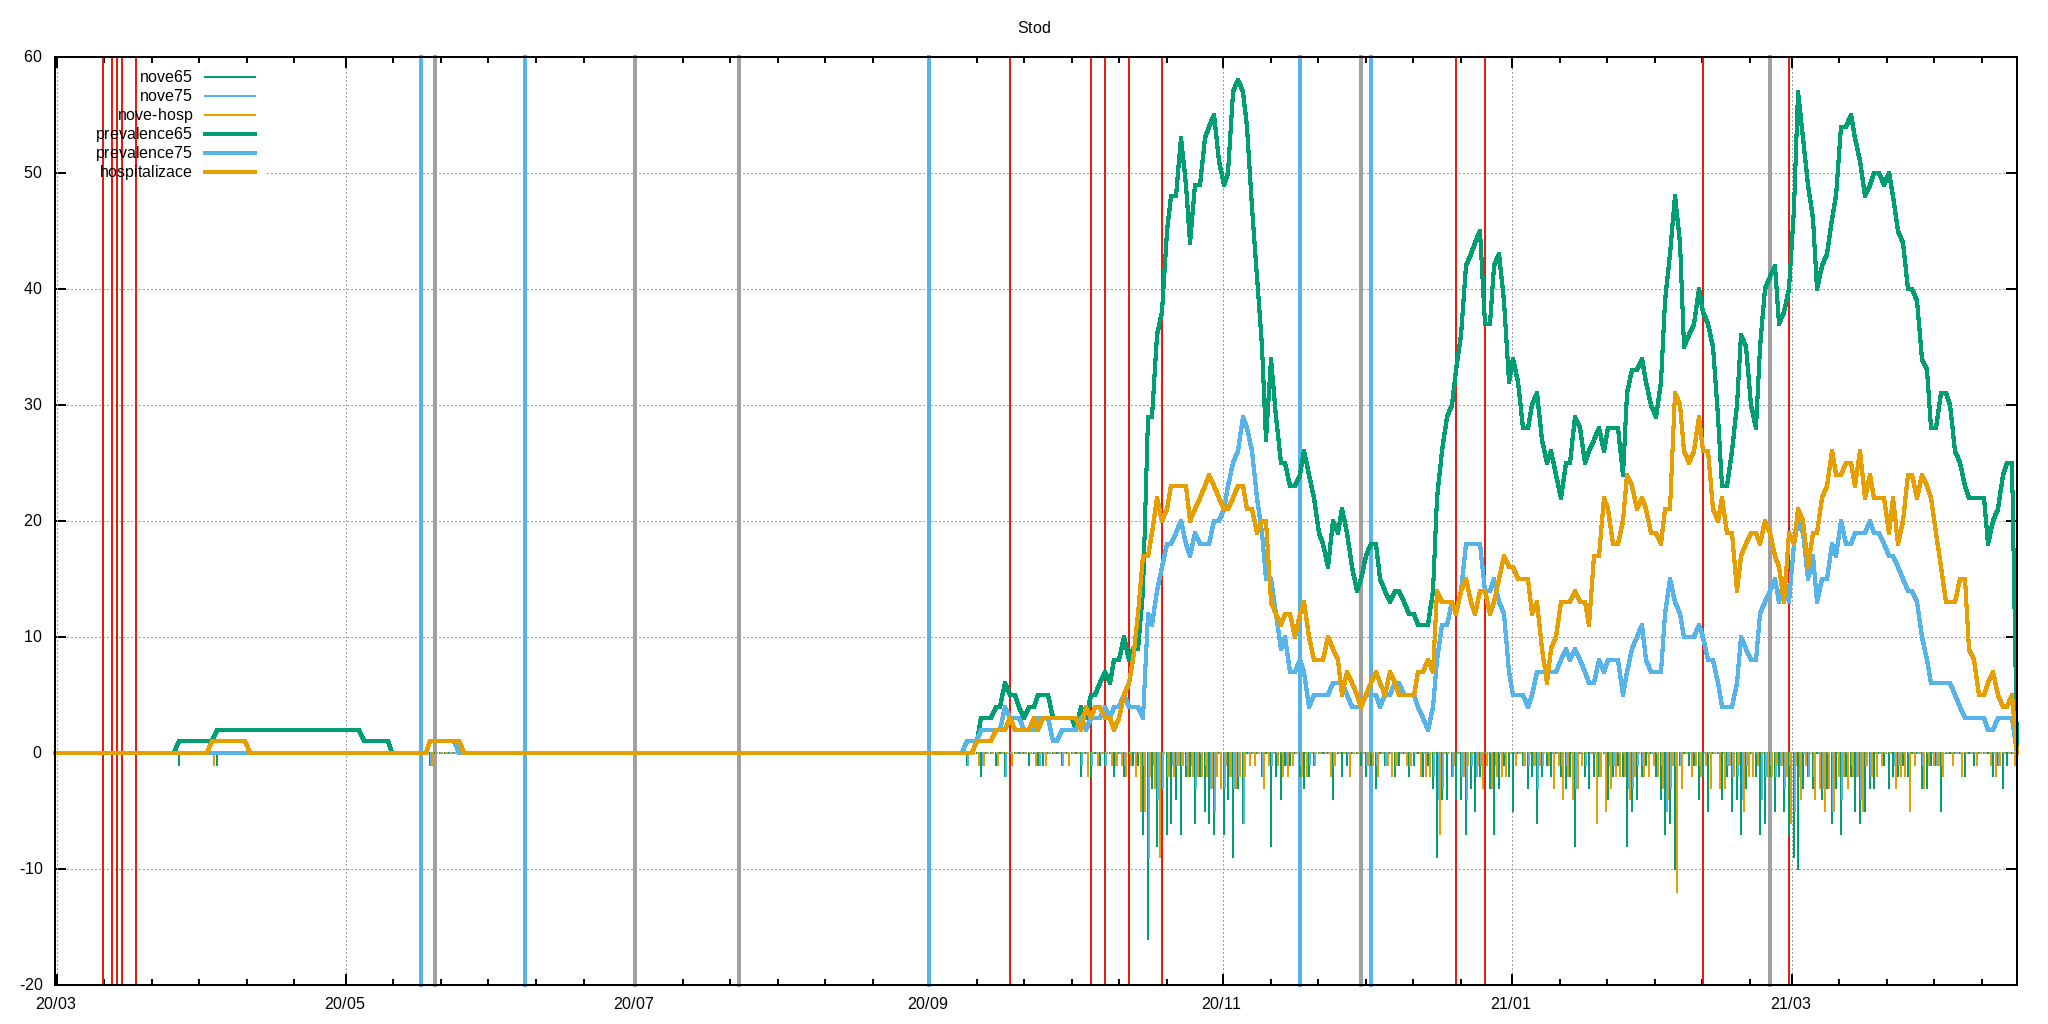 Stod
60
nove65
nove75
nove-hosp
prevalence65
prevalence75
hospitalizace
50
40
30
20
10
0
-10
-20
20/03 20/05 20/07 20/09 20/11 21/01 21/03